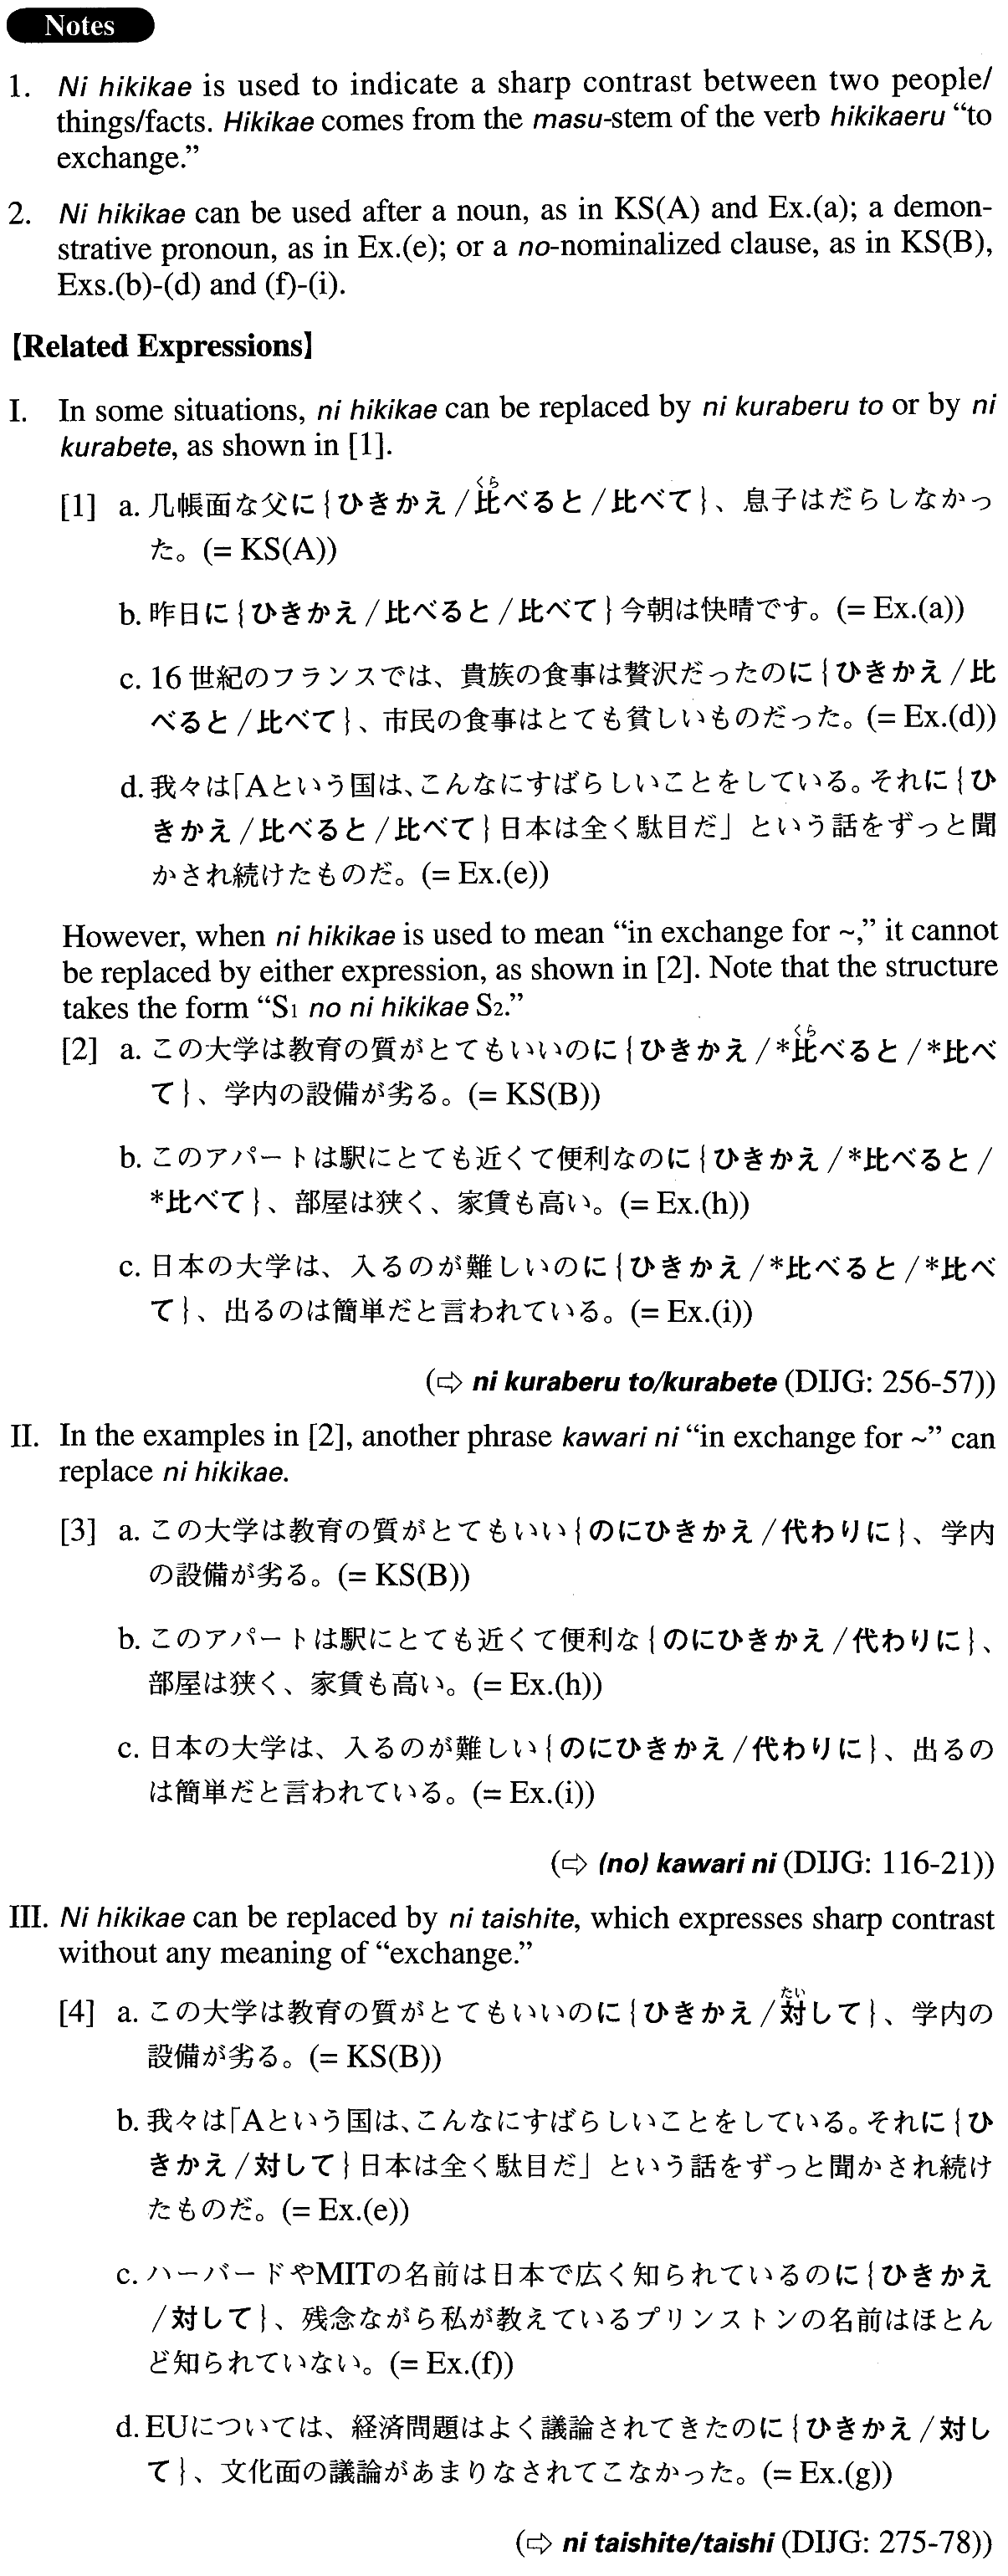 Notes
1. Ni hikikae is used to indicate a sharp contrast between two people/
things/facts. Hikikae comes from the masu-stem of the verb hikikaeru “to
exchange.”
2. Ni hikikae can be used after a noun, as in KS(A) and Ex.(a); a demon-
strative pronoun, as in Ex.(e); or a no-nominalized clause, as in KS(B),
Exs.(b)-(d) and (f)-(i).
【Related Expressions】
I. In some situations, ni hikikae can be replaced by ni kuraberu to or by ni
kurabete, as shown in [1].
くら
[1] a. 几帳面な父に{ひきかえ/比べると/比べて}、息子はだらしなかっ
た。(= KS(A))
b. 昨日に{ひきかえ/比べると/比べて}今朝は快晴です。(= Ex.(a))
c. 16世紀のフランスでは、貴族の食事は贅沢だったのに{ひきかえ/比
べると/比べて}、市民の食事はとても貧しいものだった。(= Ex.(d))
d. 我々は「Aという国は、こんなにすばらしいことをしている。それに{ひ
きかえ/比べると/比べて}日本は全く駄目だ」という話をずっと聞
かされ続けたものだ。(= Ex.(e))
However, when ni hikikae is used to mean “in exchange for ~,” it cannot
be replaced by either expression, as shown in [2]. Note that the structure
takes the form “S1 no ni hikikae S2.”
くら
[2] a. この大学は教育の質がとてもいいのに{ひきかえ/*比べると/*比べ
て}、学内の設備が劣る。(= KS(B))
b. このアパートは駅にとても近くて便利なのに{ひきかえ/*比べると/
*比べて}、部屋は狭く、家賃も高い。(= Ex.(h))
c. 日本の大学は、入るのが難しいのに{ひきかえ/*比べると/*比べ
て}、出るのは簡単だと言われている。(= Ex.(i))
(⇨ ni kuraberu to/kurabete (DIJG: 256-57))
II. In the examples in [2], another phrase kawari ni “in exchange for ~” can
replace ni hikikae.
[3] a. この大学は教育の質がとてもいい{のにひきかえ/代わりに}、学内
の設備が劣る。(= KS(B))
b. このアパートは駅にとても近くて便利な{のにひきかえ/代わりに}、
部屋は狭く、家賃も高い。(= Ex.(h))
c. 日本の大学は、入るのが難しい{のにひきかえ/代わりに}、出るの
は簡単だと言われている。(= Ex.(i))
(⇨ (no) kawari ni (DIJG: 116-21))
III. Ni hikikae can be replaced by ni taishite, which expresses sharp contrast
without any meaning of “exchange.”
たい
[4] a. この大学は教育の質がとてもいいのに{ひきかえ/対して}、学内の
設備が劣る。(= KS(B))
b. 我々は「Aという国は、こんなにすばらしいことをしている。それに{ひ
きかえ/対して}日本は全く駄目だ」という話をずっと聞かされ続け
たものだ。(= Ex.(e))
c. ハーバードやMITの名前は日本で広く知られているのに{ひきかえ
/対して}、残念ながら私が教えているプリンストンの名前はほとん
ど知られていない。(= Ex.(f))
d. EUについては、経済問題はよく議論されてきたのに{ひきかえ/対し
て}、文化面の議論があまりなされてこなかった。(= Ex.(g))
(⇨ ni taishite/taishi (DIJG: 275-78))